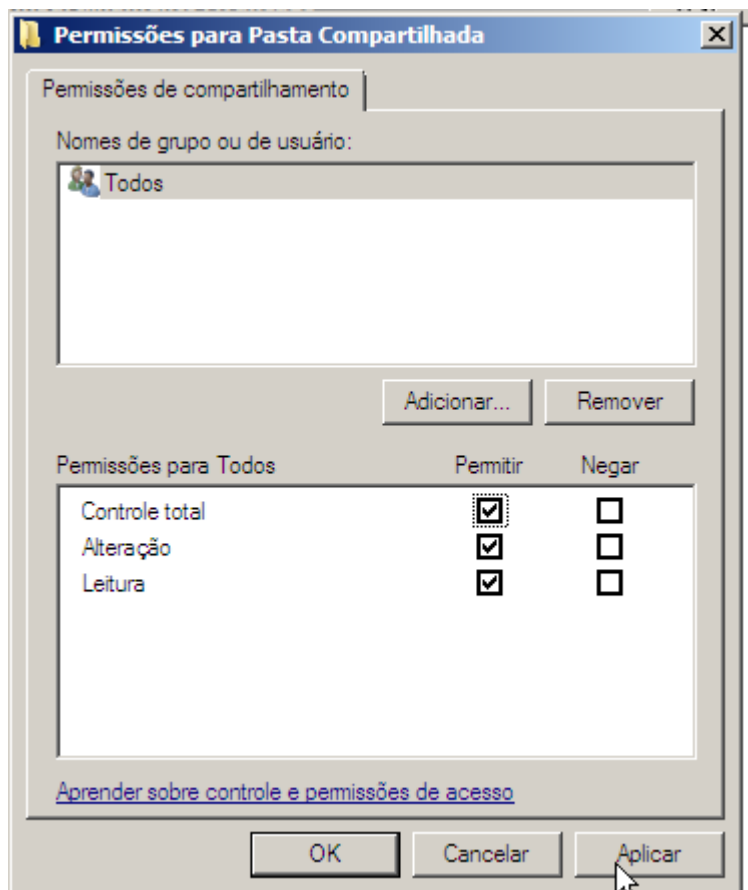 Permissões para Pasta Compartilhada
Permissões de compartilhamento
Nomes de grupo ou de usuário:
Todos
Adicionar...
Remover
Permissões para Todos Permitir Negar
Controle total
Alteração
Leitura
Aprender sobre controle e permissões de acesso
OK Cancelar Aplicar